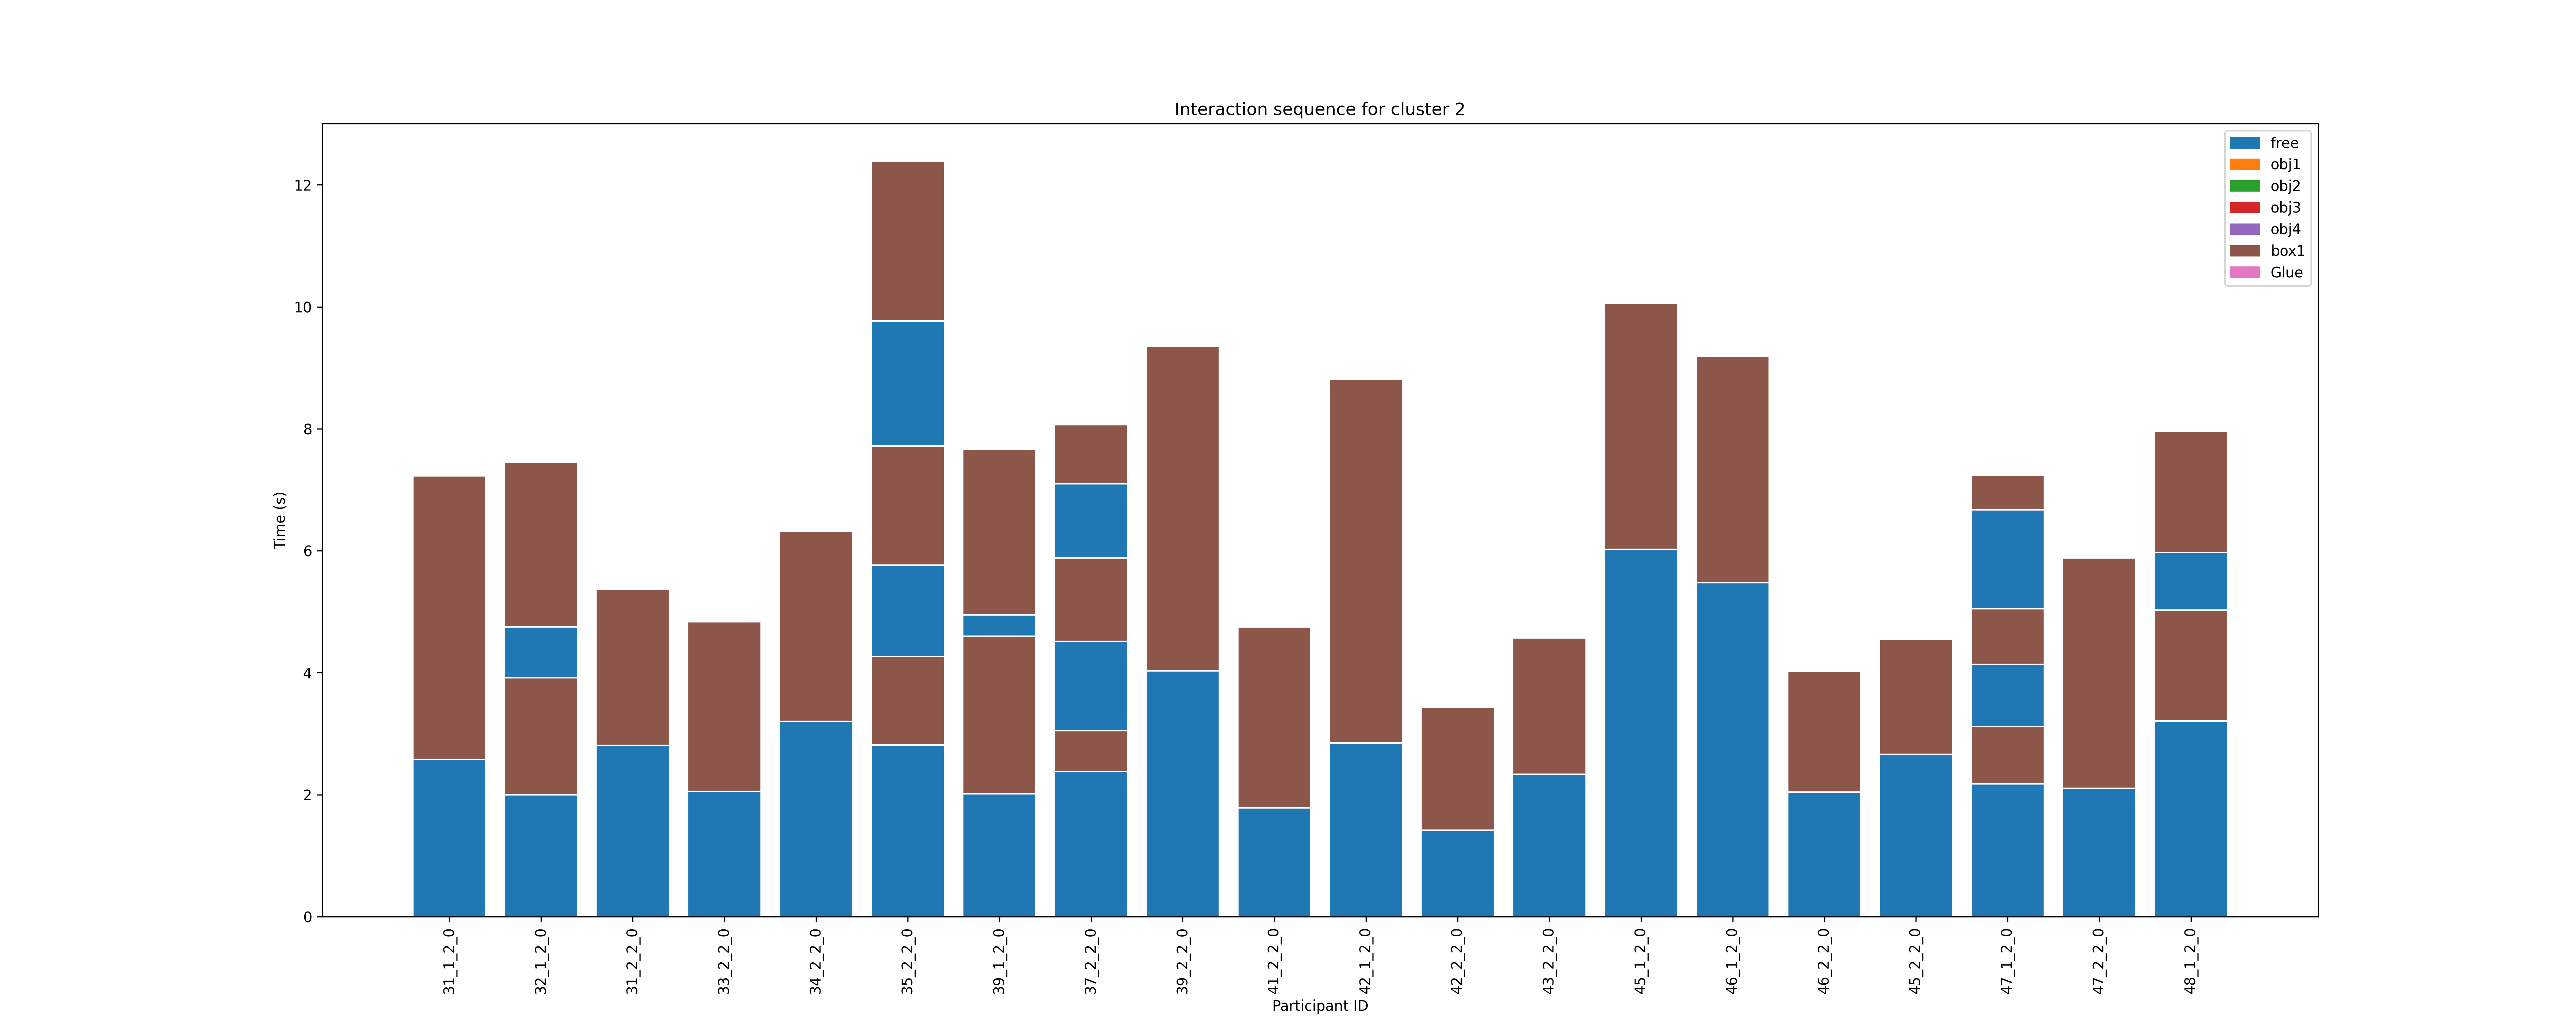 Interaction sequence for cluster 2
free
obj1
obj2
obj3
obj4
box1
Glue
Time (s)
12
10
8
6
4
2
0
31_1_2_0
32_1_2_0
31_2_2_0
33_2_2_0
34_2_2_0
35_2_2_0
39_1_2_0
37_2_2_0
39_2_2_0
41_2_2_0
42_1_2_0
42_2_2_0
43_2_2_0
45_1_2_0
46_1_2_0
46_2_2_0
45_2_2_0
47_1_2_0
47_2_2_0
48_1_2_0
Participant ID